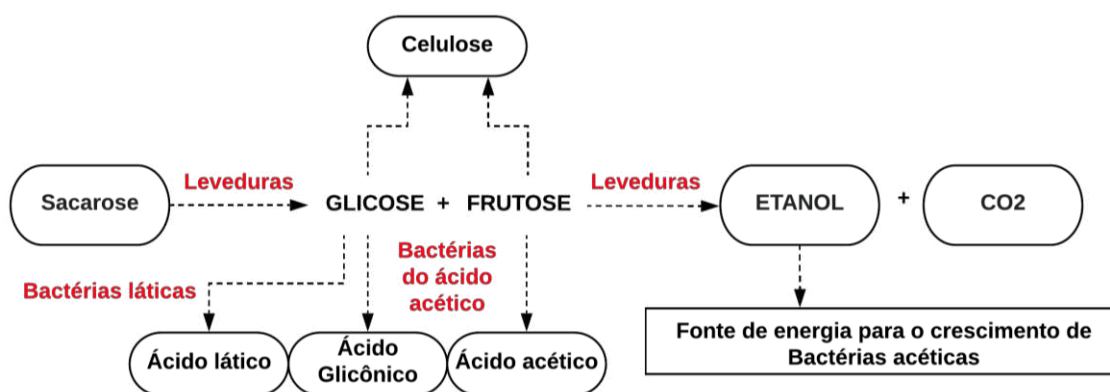 Celulose
Sacarose
Leveduras
GLICOSE + FRUTOSE
Leveduras
ETANOL
+
CO2
Bactérias láticas
Bactérias
do ácido
acético
Ácido lático
Ácido
Glicônico
Ácido acético
Fonte de energia para o crescimento de
Bactérias acéticas